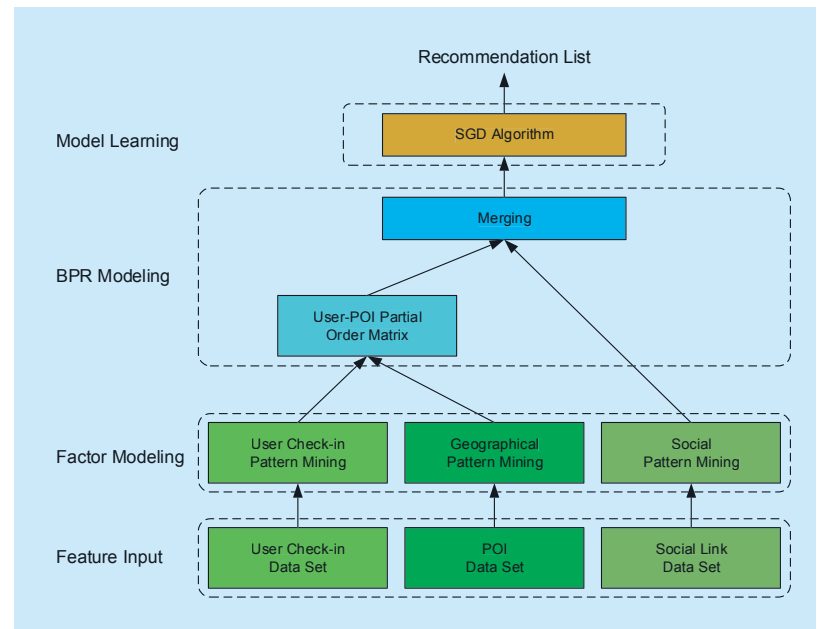 Recommendation List
Model Learning
SGD Algorithm
Merging
BPR Modeling
User-POI Partial
Order Matrix
Factor Modeling
User Check-in
Pattern Mining
Geographical
Pattern Mining
Social
Pattern Mining
Feature Input
User Check-in
Data Set
POI
Data Set
Social Link
Data Set